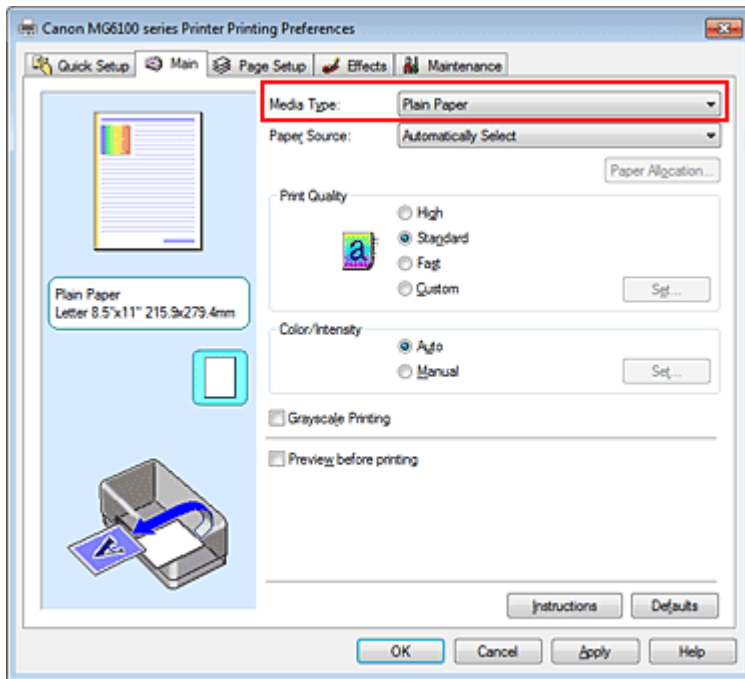 Canon MG6100 series Printer Printing Preferences
Quick Setup Main Page Setup Effects Maintenance
Media Type: Plain Paper
Paper Source: Automatically Select
Paper Allocation...
Print Quality
High
a Standard
Fast
Custom Set...
Plain Paper
Letter 8.5"x11" 215.9x279.4mm
Color/Intensity
Auto
Manual Set...
Grayscale Printing
Preview before printing
A
Instructions Defaults
OK Cancel Apply Help